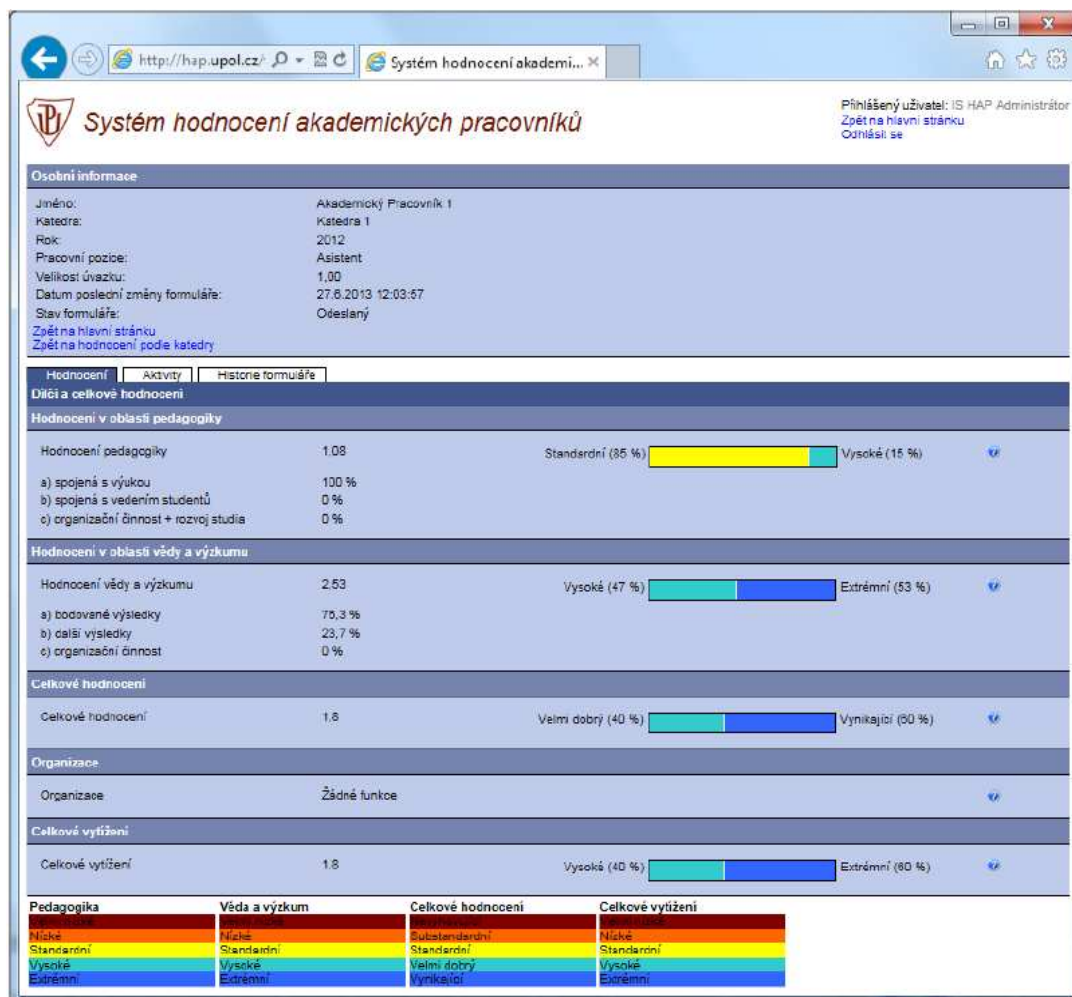 http://hap.upol.cz/ Systém hodnocení akademi...
Systém hodnocení akademických pracovníků
Přihlášený uživatel: IS HAP Administrátor
Zpět na hlavní stránku
Odhlásit se
Osobní informace
Jméno: Akademický Pracovník 1
Katedra: Katedra 1
Rok: 2012
Pracovní pozice: Asistent
Velikost úvazku: 1,00
Datum poslední změny formuláře: 27.6.2013 12:03:57
Stav formuláře: Odeslaný
Zpět na hlavní stránku
Zpět na hodnocení podle katedry
Hodnocení Aktivity Historie formuláře
Dílčí a celkové hodnocení
Hodnocení v oblasti pedagogiky
Hodnocení pedagogiky 1.08 Standardní (85 %) Vysoké (15 %)
a) spojená s výukou 100 %
b) spojená s vedením studentů 0 %
c) organizační činnost + rozvoj studia 0 %
Hodnocení v oblasti vědy a výzkumu
Hodnocení vědy a výzkumu 2.53 Vysoké (47 %) Extrémní (53 %)
a) bodované výsledky 76,3 %
b) další výsledky 23,7 %
c) organizační činnost 0 %
Celkové hodnocení
Celkové hodnocení 1.8 Velmi dobrý (40 %) Vynikající (60 %)
Organizace
Organizace Žádné funkce
Celkové vytížení
Celkové vytížení 1.8 Vysoké (40 %) Extrémní (60 %)
Pedagogika Věda a výzkum Celkové hodnocení Celkové vytížení
Nízké Nízké Substandardní Nízké
Standardní Standardní Standardní Standardní
Vysoké Vysoké Velmi dobrý Vysoké
Extrémní Extrémní Vynikající Extrémní